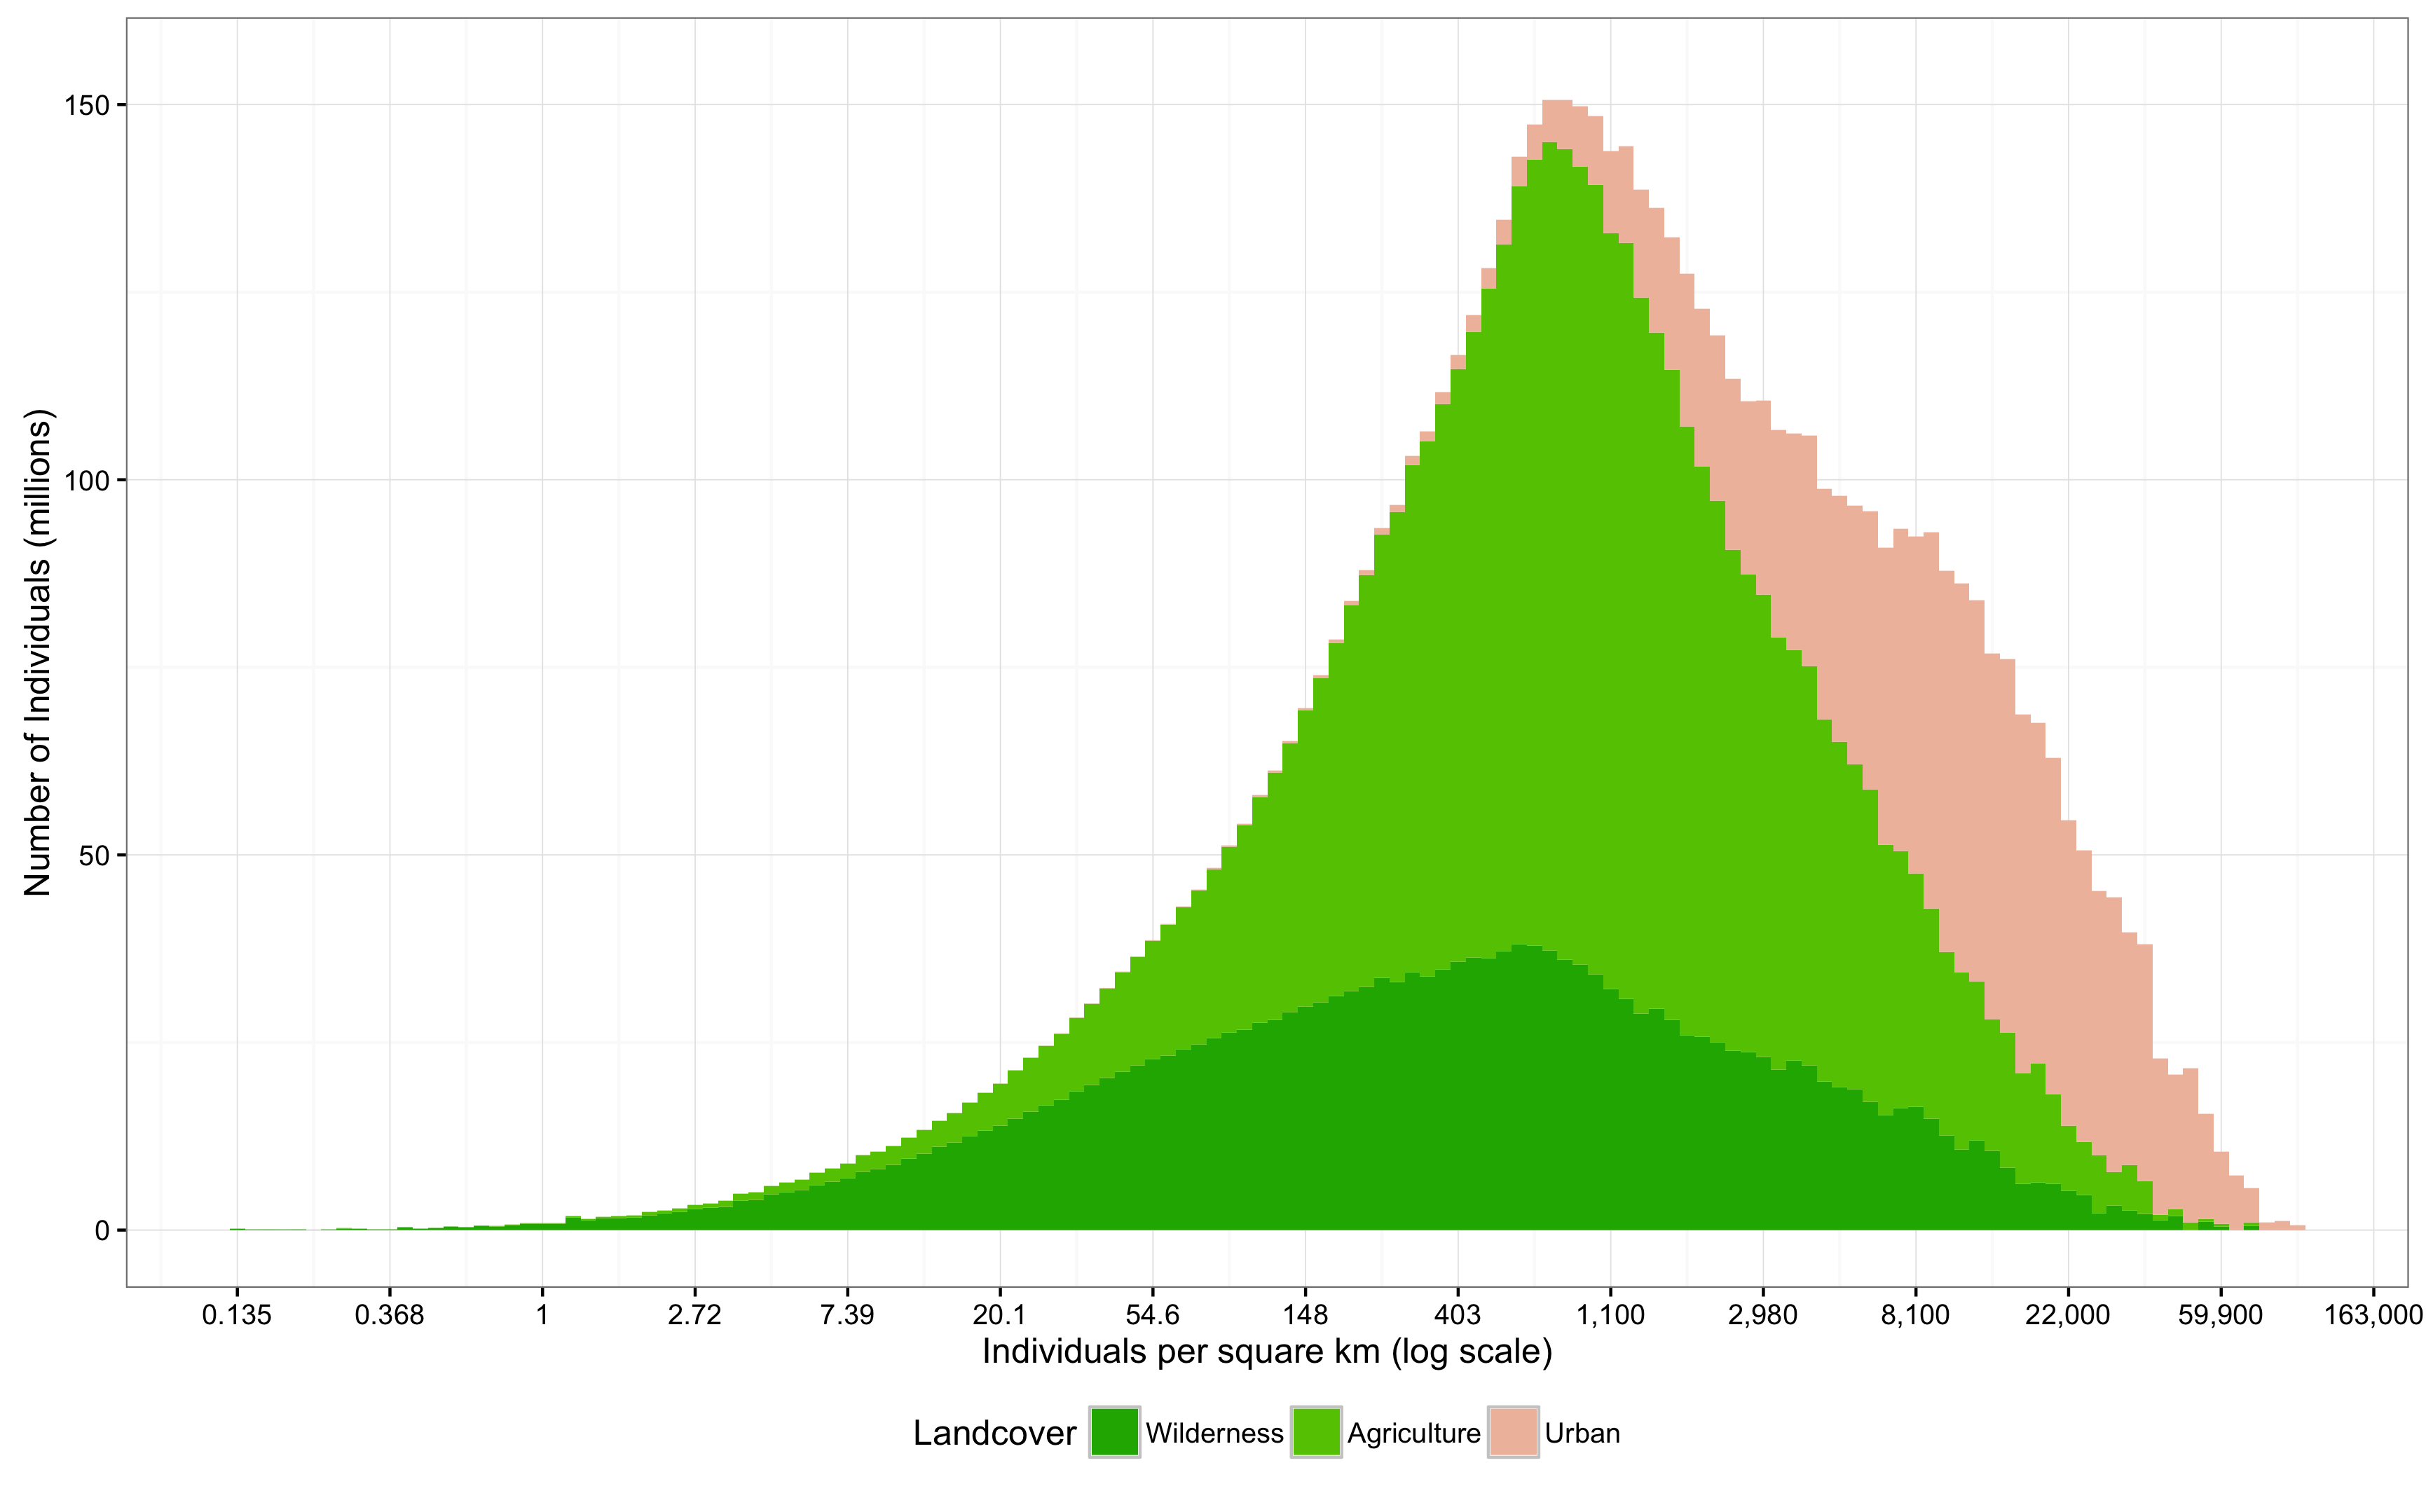 150
100
50
0
Number of Individuals (millions)
0.135 0.368 1 2.72 7.39 20.1 54.6 148 403 1,100 2,980 8,100 22,000 59,900 163,000
Individuals per square km (log scale)
Landcover Wilderness Agriculture Urban